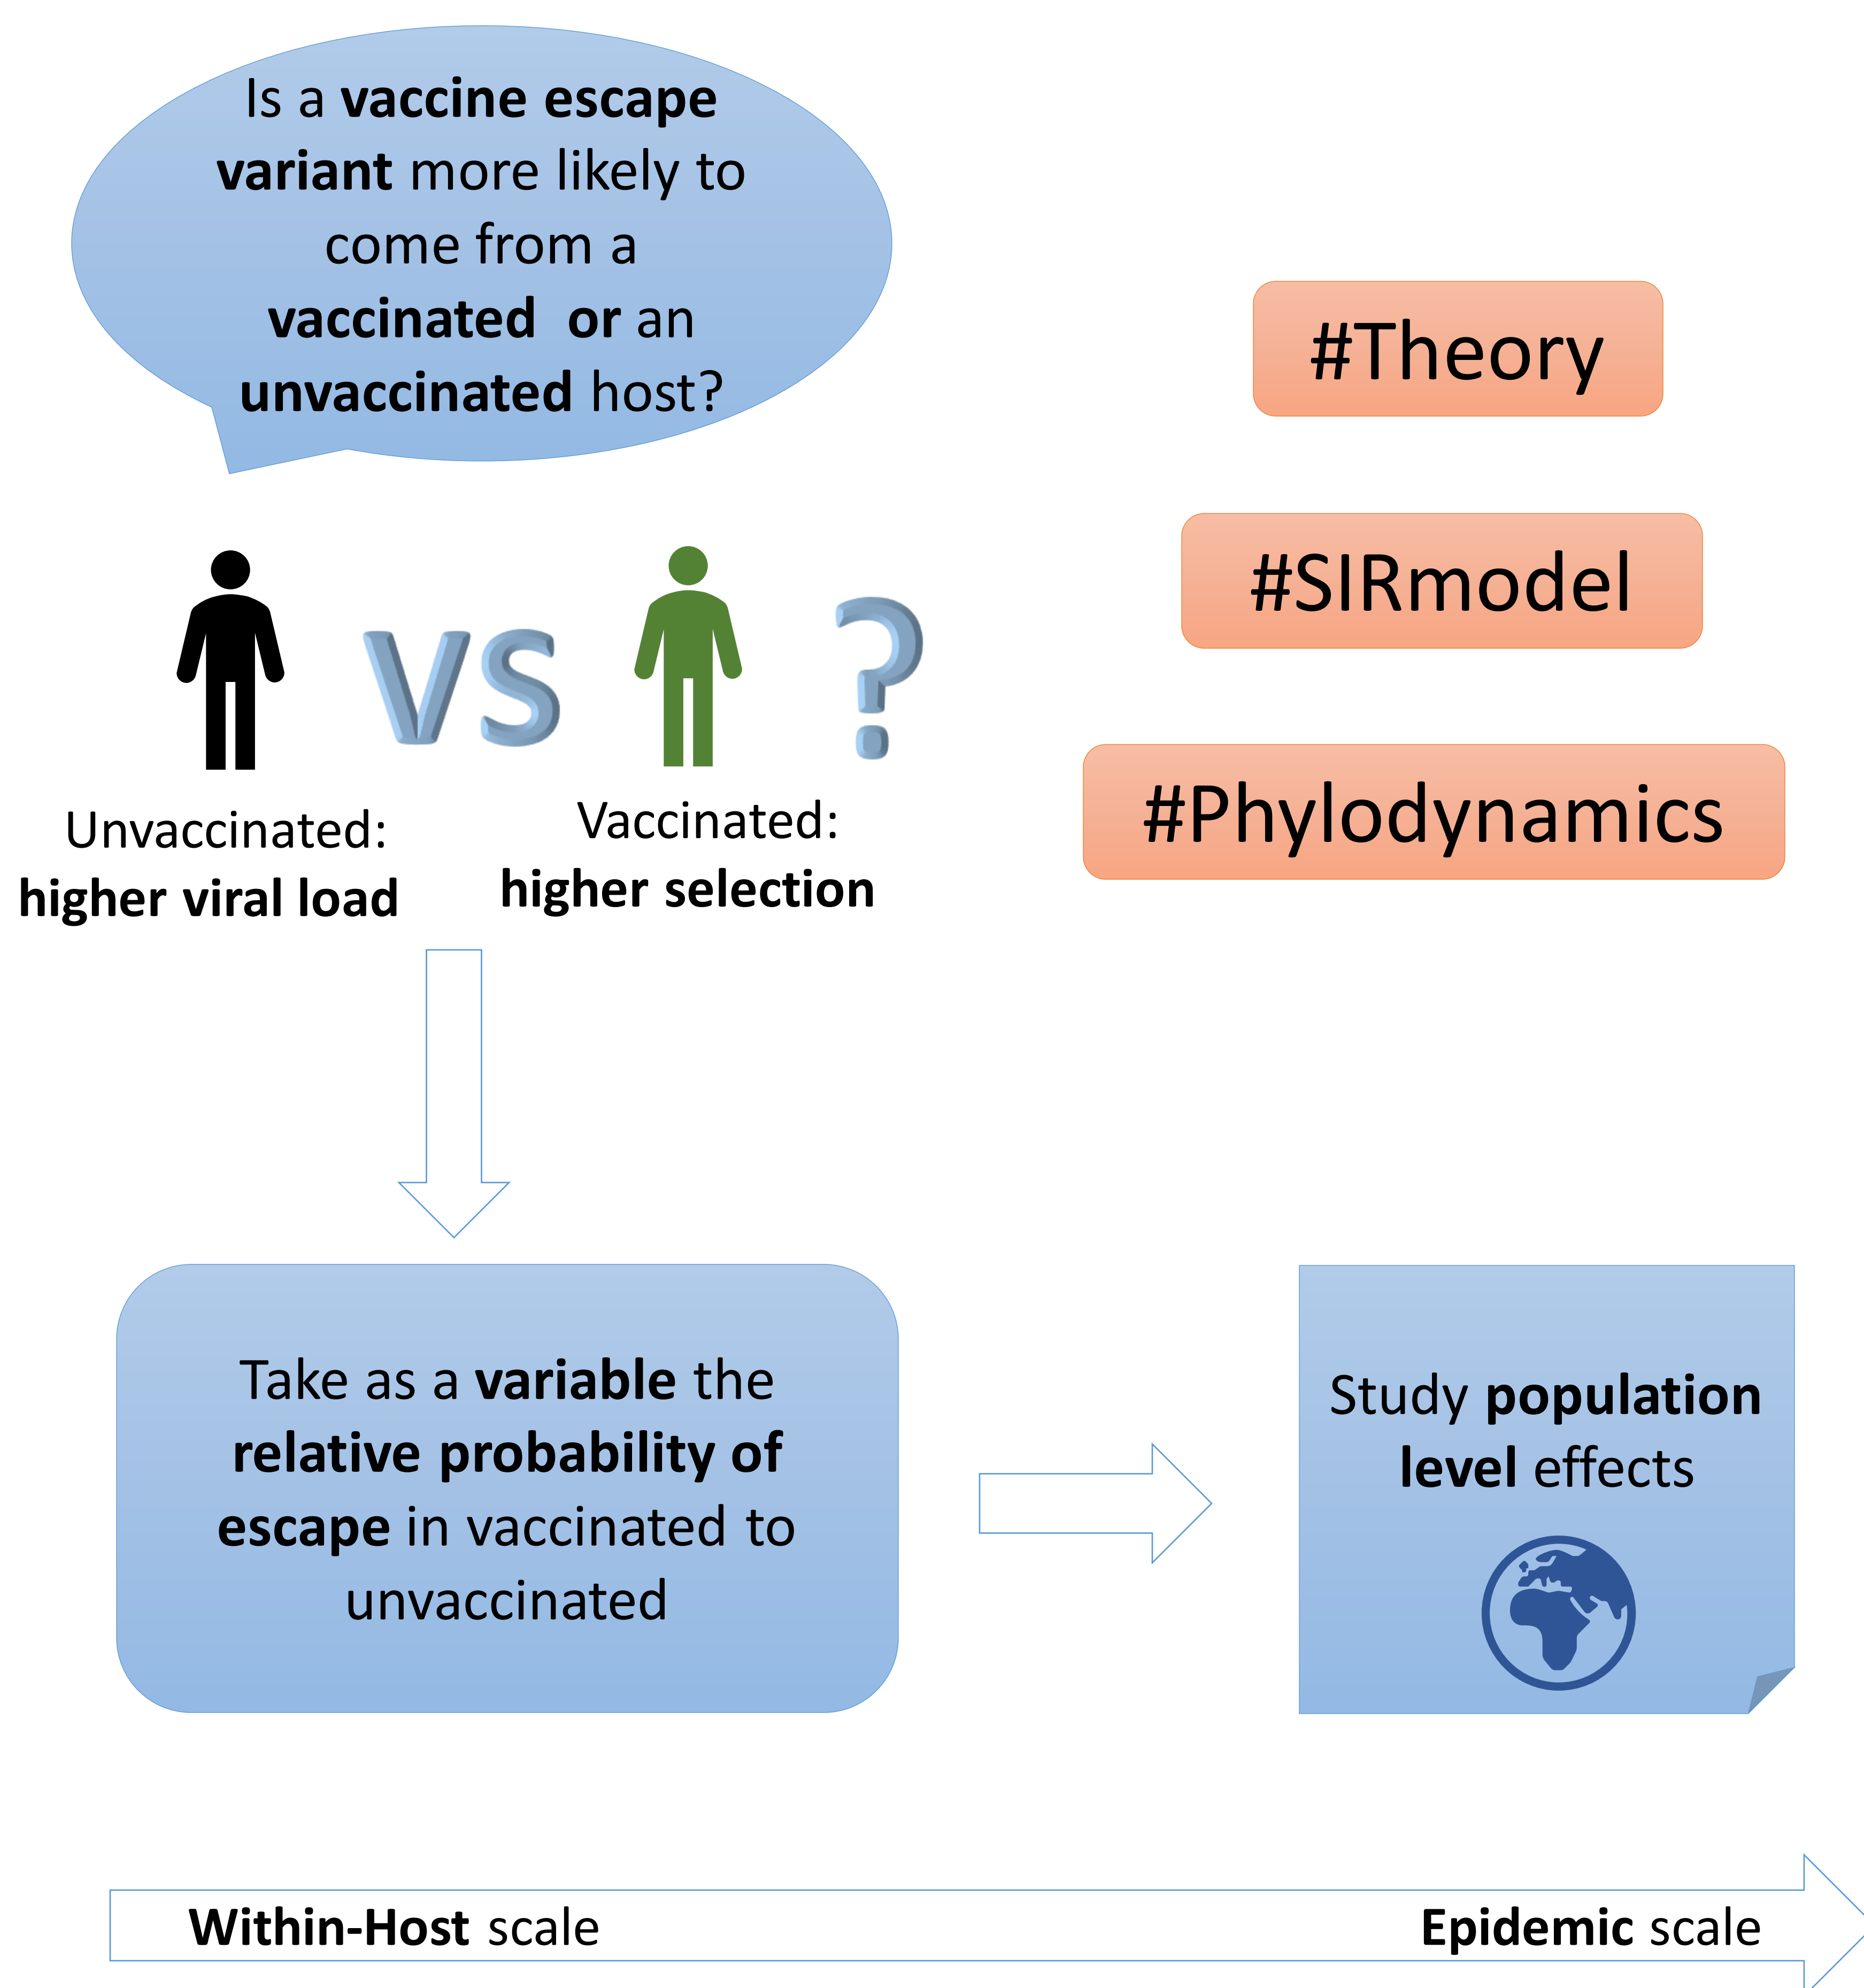 Is a vaccine escape
variant more likely to
come from a
vaccinated or an
unvaccinated host?
#Theory
#SIRmodel
#Phylodynamics
VS
?
Unvaccinated:
higher viral load
Vaccinated:
higher selection
Take as a variable the
relative probability of
escape in vaccinated to
unvaccinated
Study population
level effects
Within-Host scale
Epidemic scale